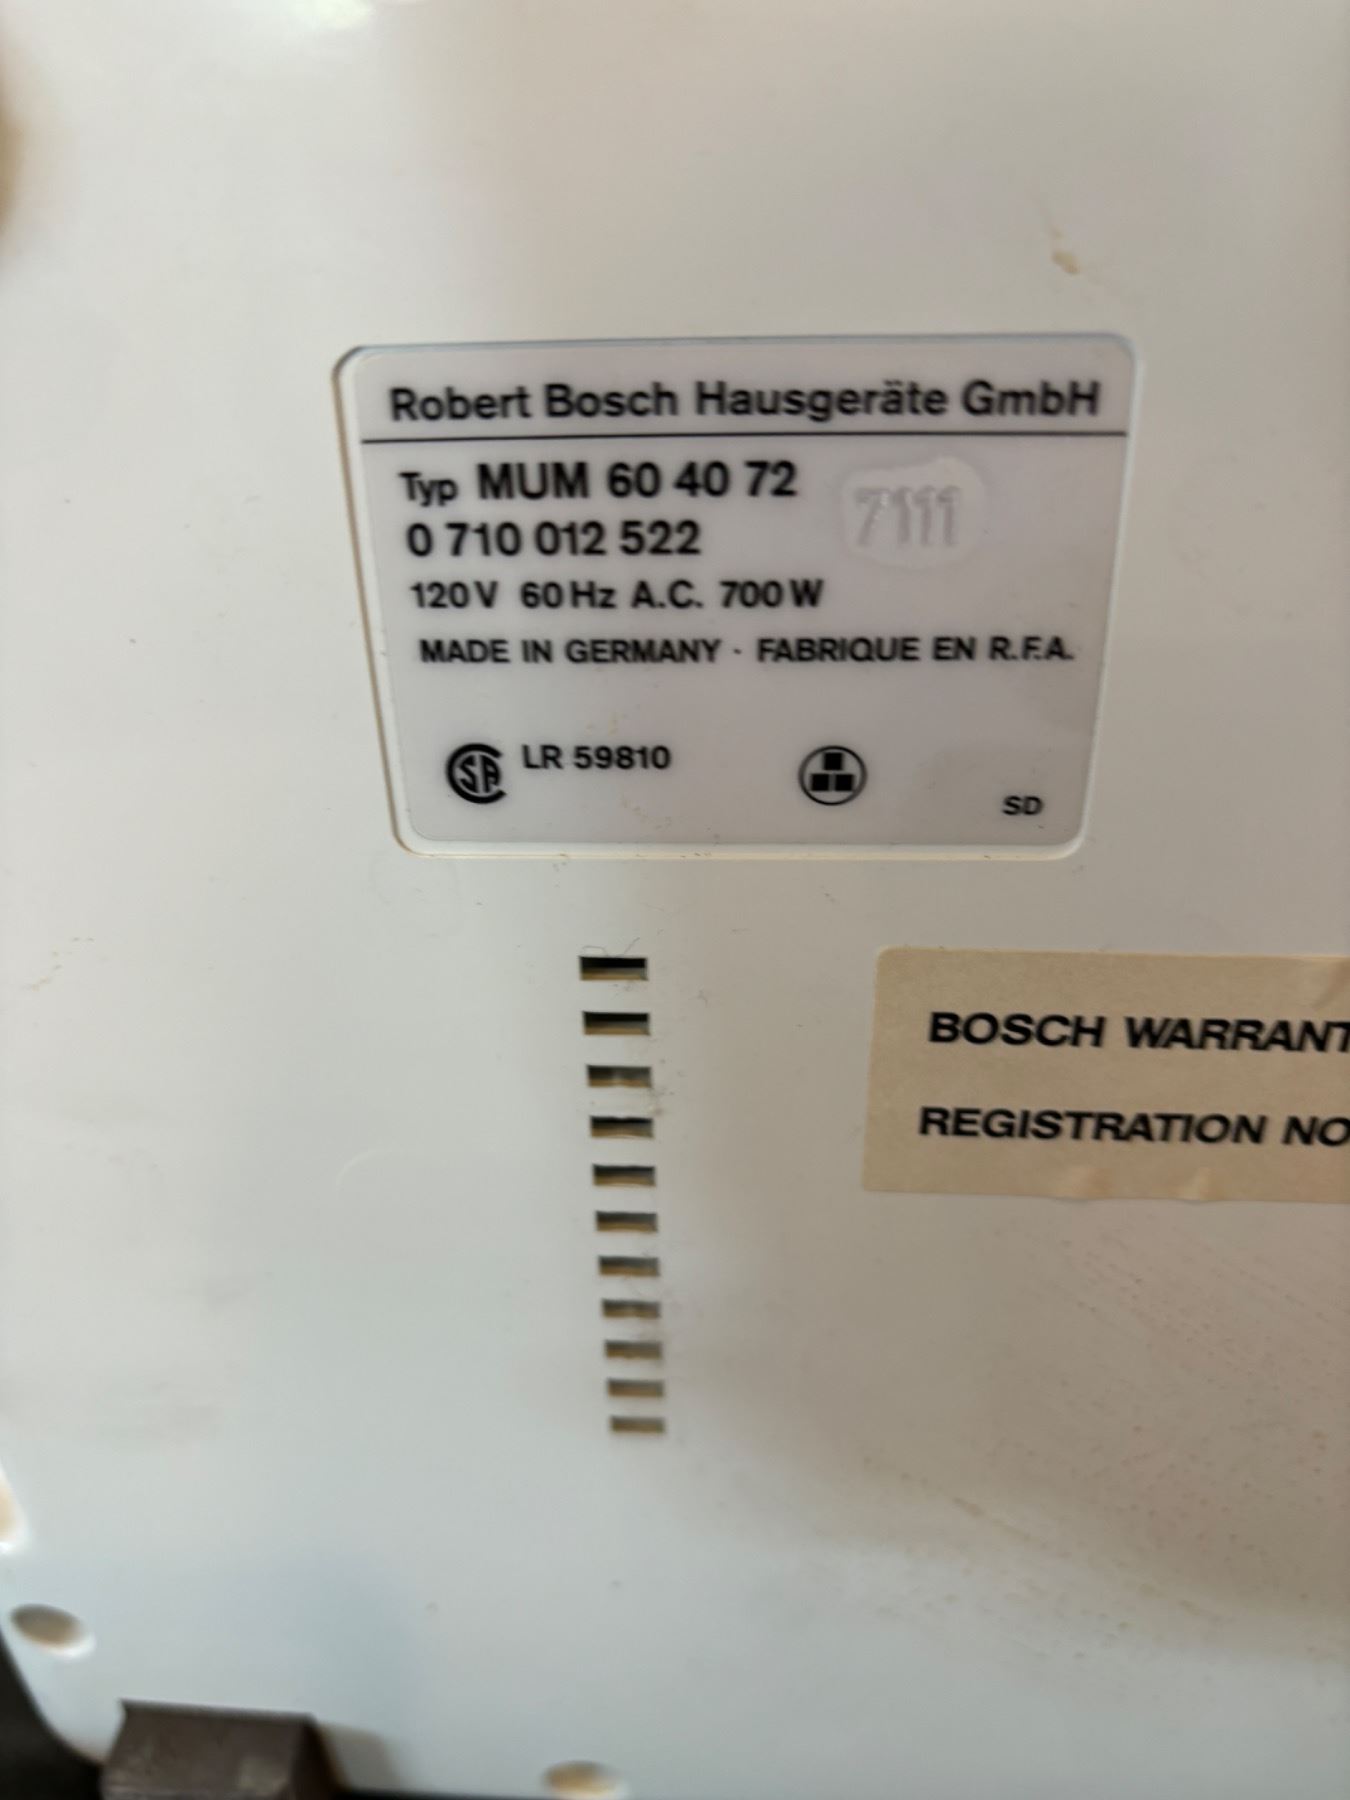 Robert Bosch Hausgeräte GmbH
Typ MUM 60 40 72
7111
0 710 012 522
120V 60Hz A.C. 700W
MADE IN GERMANY · FABRIQUE EN R.F.A.
SA LR 59810
SD
BOSCH WARRANT
REGISTRATION NO